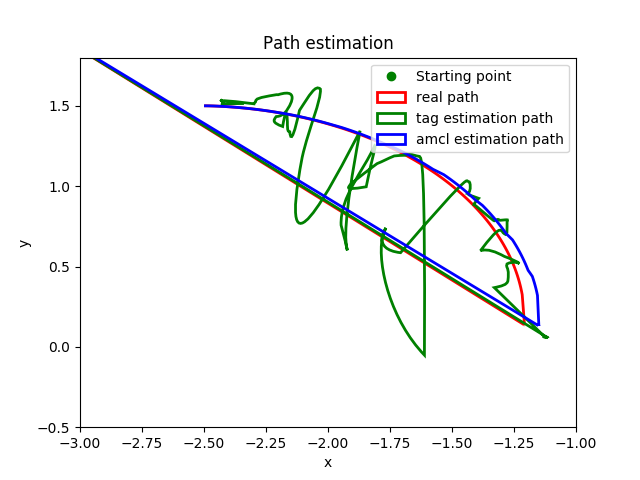 Path estimation
Starting point
real path
tag estimation path
amcl estimation path
y
1.5
1.0
0.5
0.0
−0.5
−3.00 −2.75 −2.50 −2.25 −2.00 −1.75 −1.50 −1.25 −1.00
x